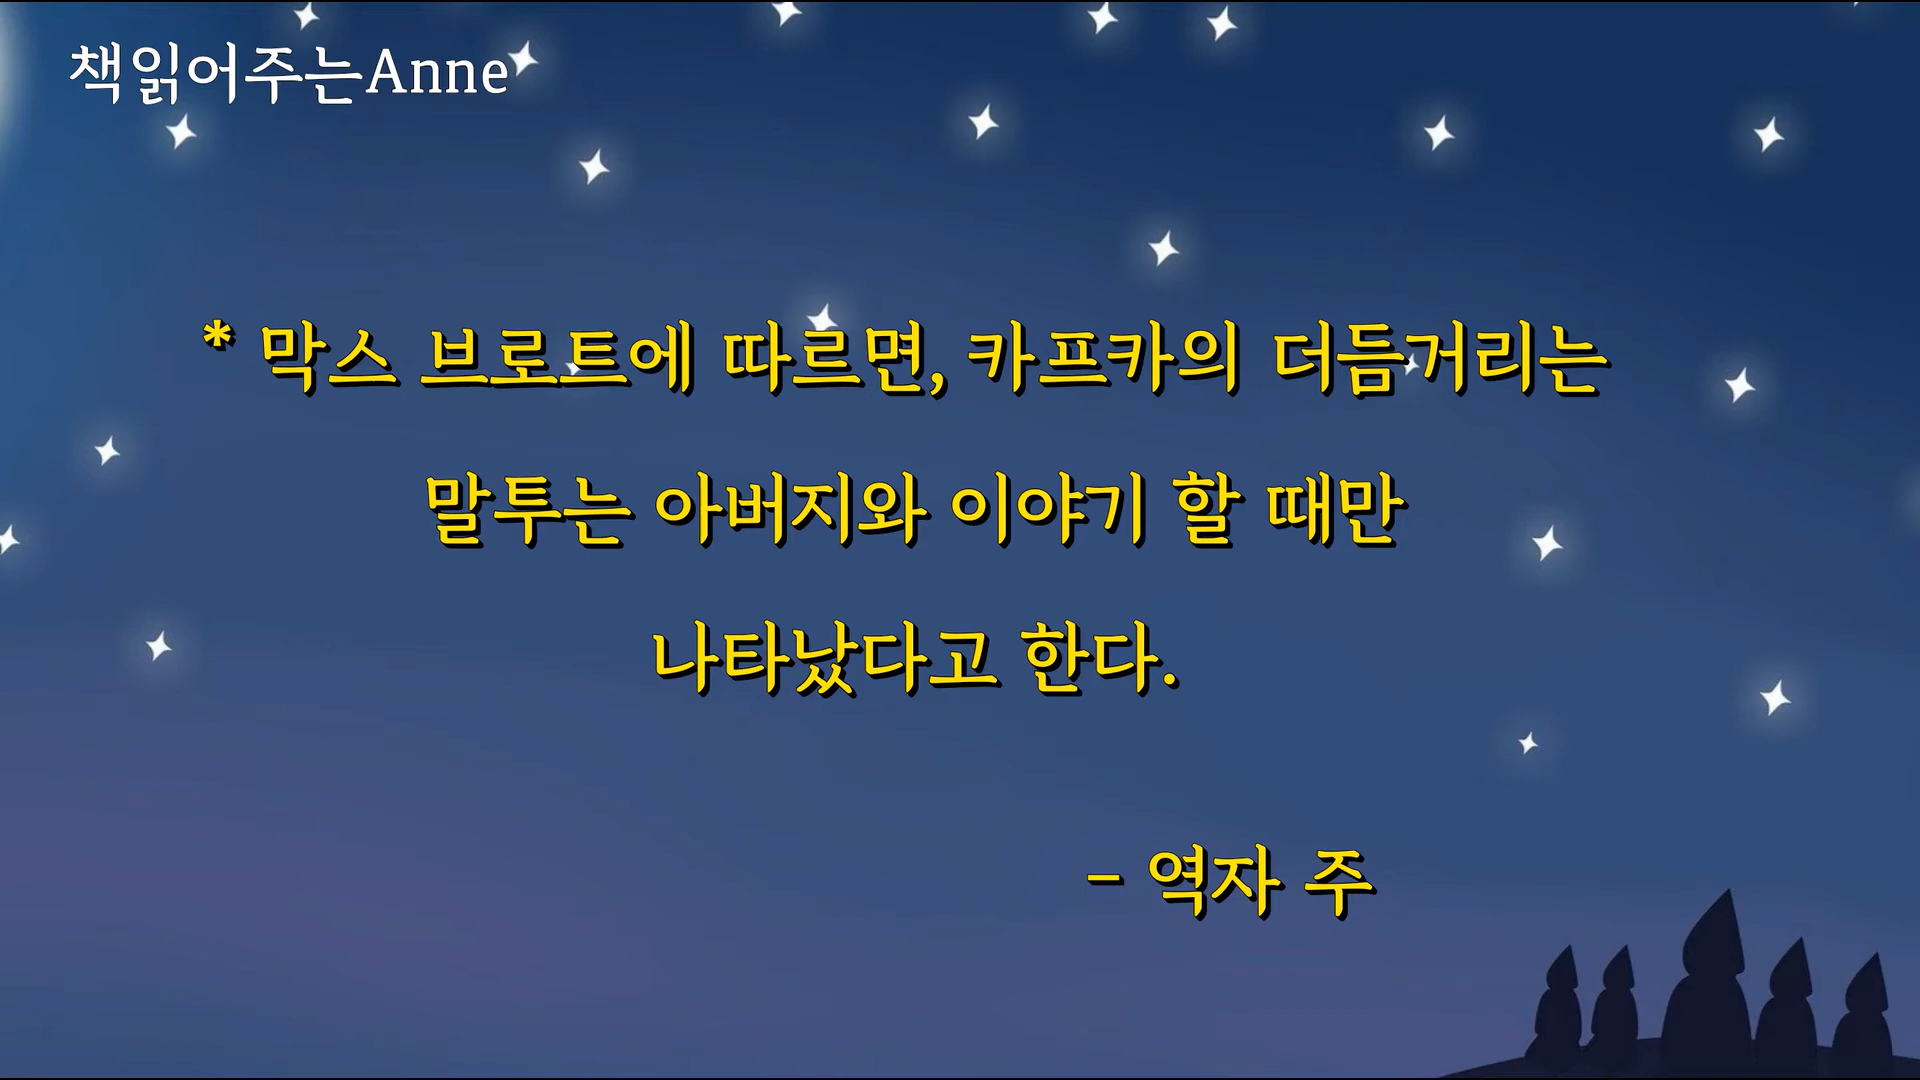 책읽어주는Anne
* 막스 브로트에 따르면, 카프카의 더듬거리는
말투는 아버지와 이야기 할 때만
나타났다고 한다.
- 역자 주